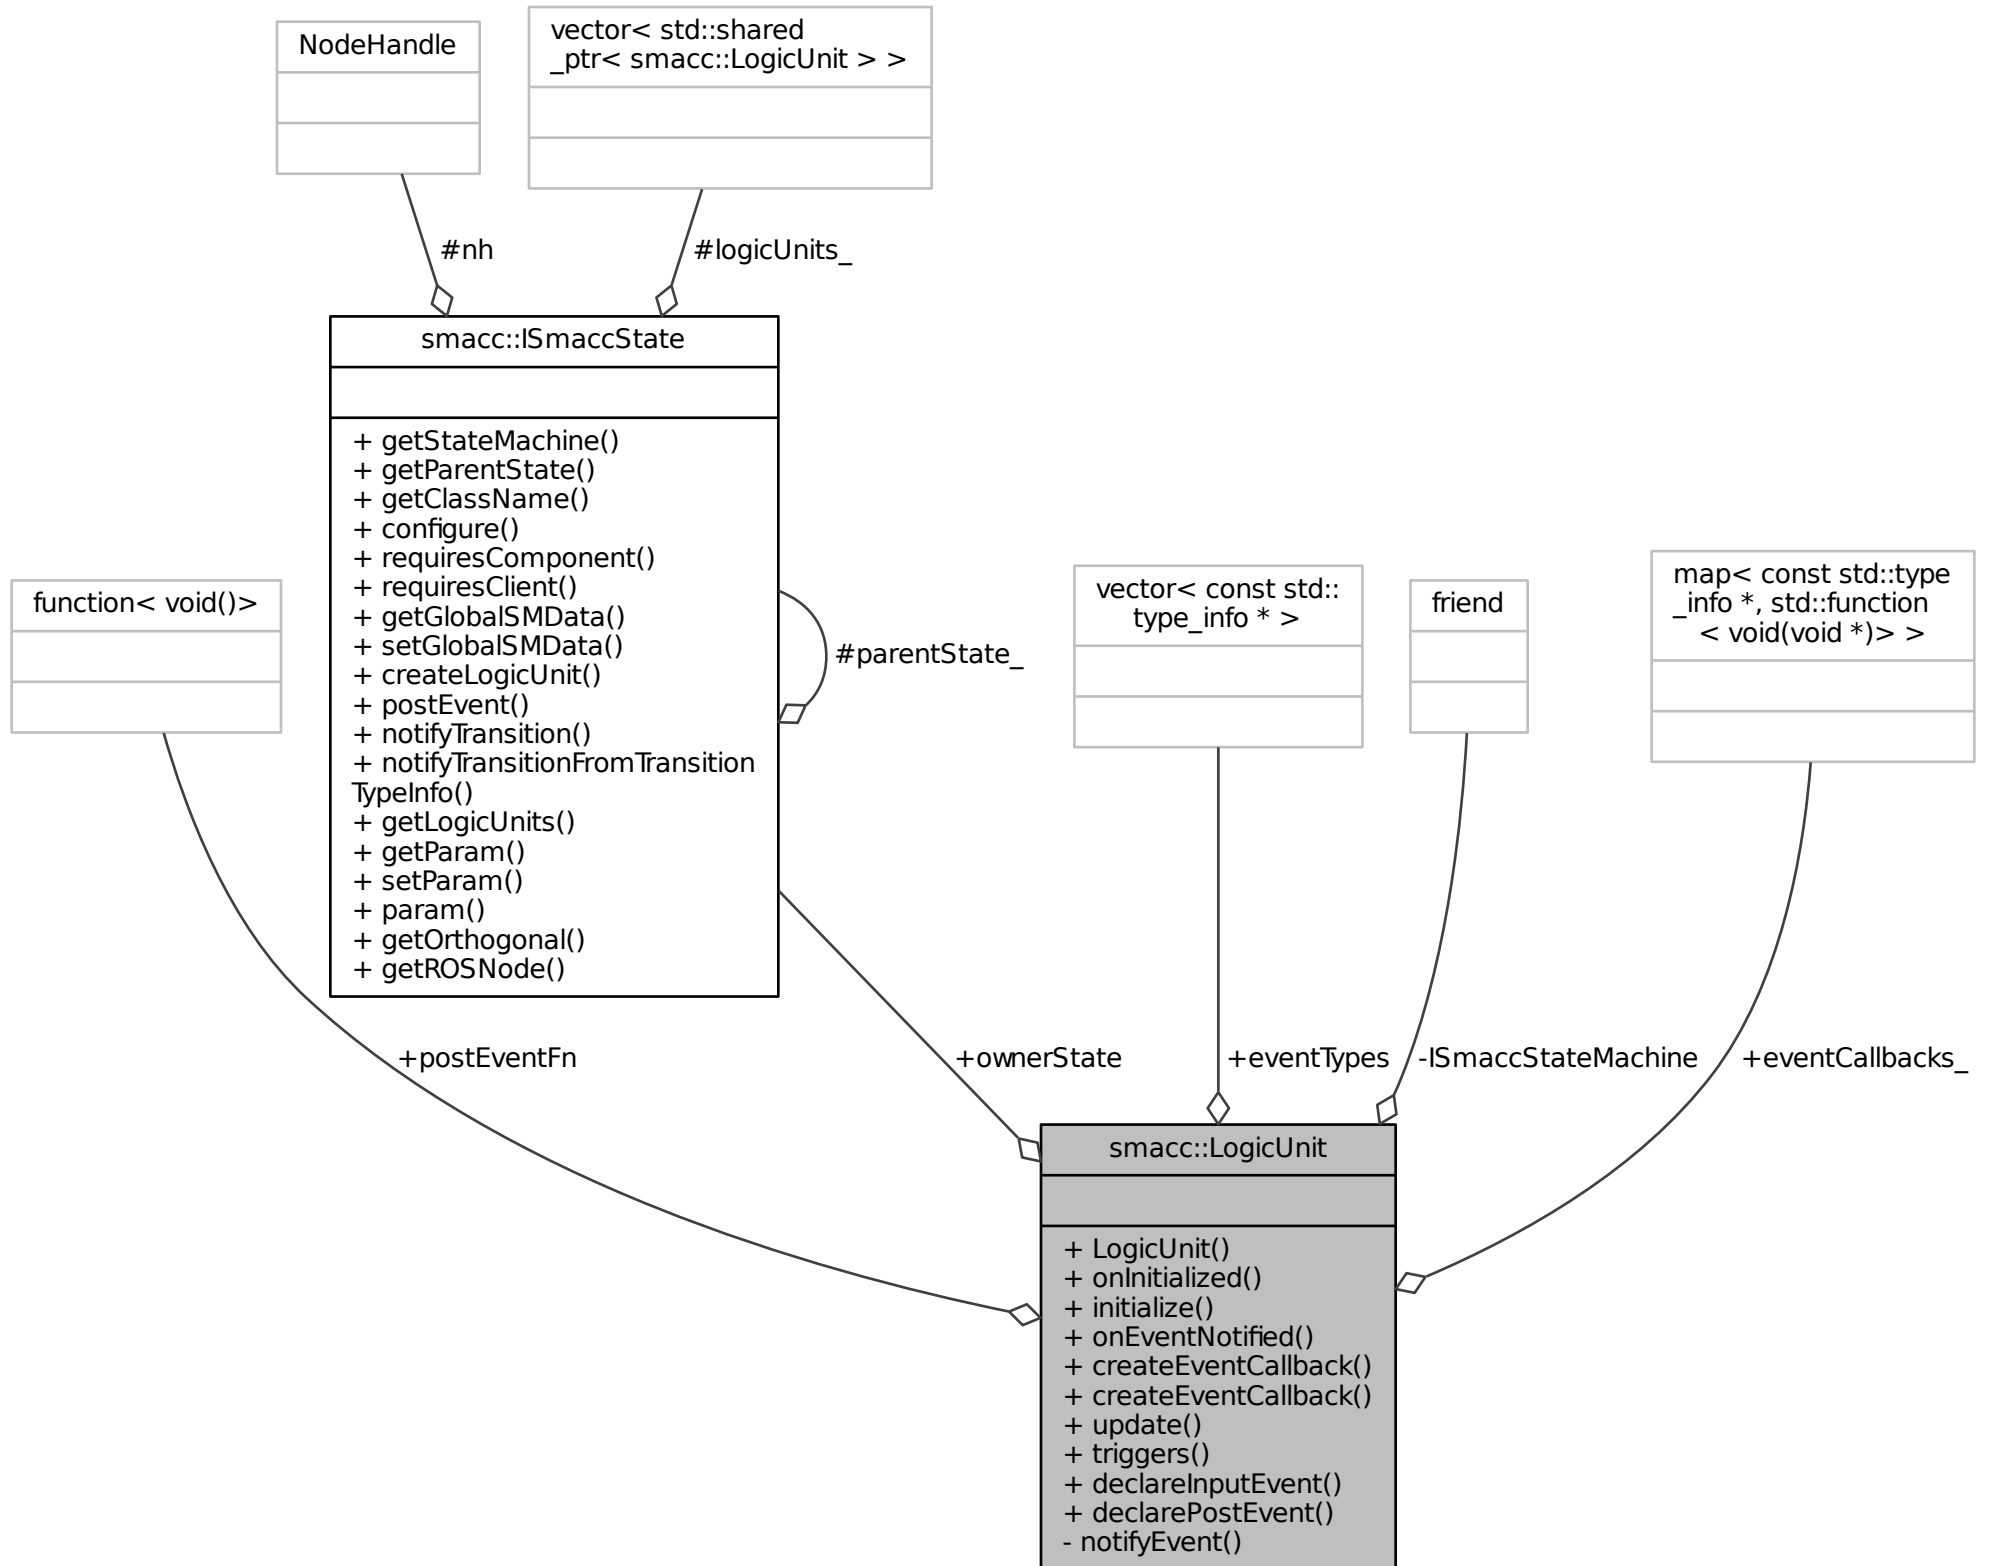 NodeHandle
vector< std::shared
_ptr< smacc::LogicUnit > >
#nh
#logicUnits_
smacc::ISmaccState
+ getStateMachine()
+ getParentState()
+ getClassName()
+ configure()
+ requiresComponent()
+ requiresClient()
+ getGlobalSMData()
+ setGlobalSMData()
+ createLogicUnit()
+ postEvent()
+ notifyTransition()
+ notifyTransitionFromTransition
TypeInfo()
+ getLogicUnits()
+ getParam()
+ setParam()
+ param()
+ getOrthogonal()
+ getROSNode()
#parentState_
function< void()>
vector< const std::
type_info * >
friend
map< const std::type
_info *, std::function
< void(void *)> >
+postEventFn
+ownerState
+eventTypes
-ISmaccStateMachine
+eventCallbacks_
smacc::LogicUnit
+ LogicUnit()
+ onInitialized()
+ initialize()
+ onEventNotified()
+ createEventCallback()
+ createEventCallback()
+ update()
+ triggers()
+ declareInputEvent()
+ declarePostEvent()
- notifyEvent()